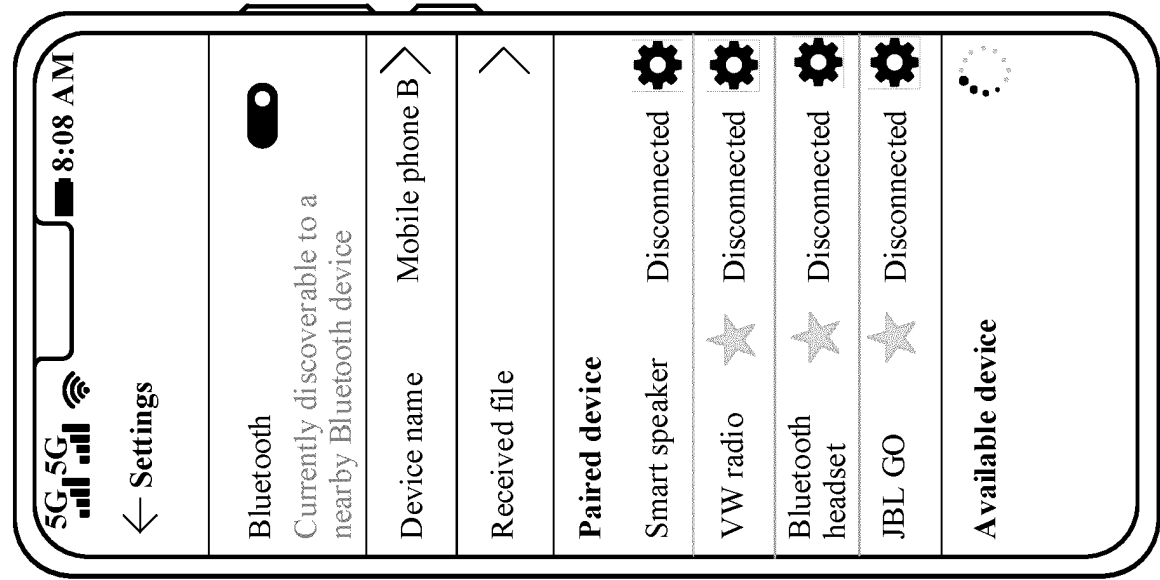 5G 5G 8:08 AM
← Settings
Bluetooth
Currently discoverable to a
nearby Bluetooth device
Device name Mobile phone B
Received file
Paired device
Smart speaker Disconnected
VW radio Disconnected
Bluetooth
headset Disconnected
JBL GO Disconnected
Available device